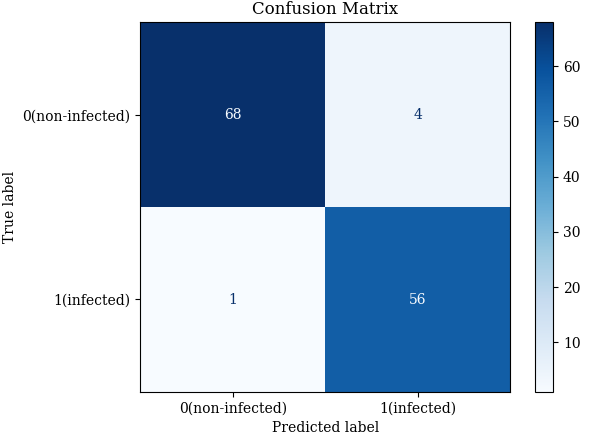 Confusion Matrix
True label
0(non-infected)
68
4
1(infected)
1
56
0(non-infected)
1(infected)
Predicted label
60
50
40
30
20
10